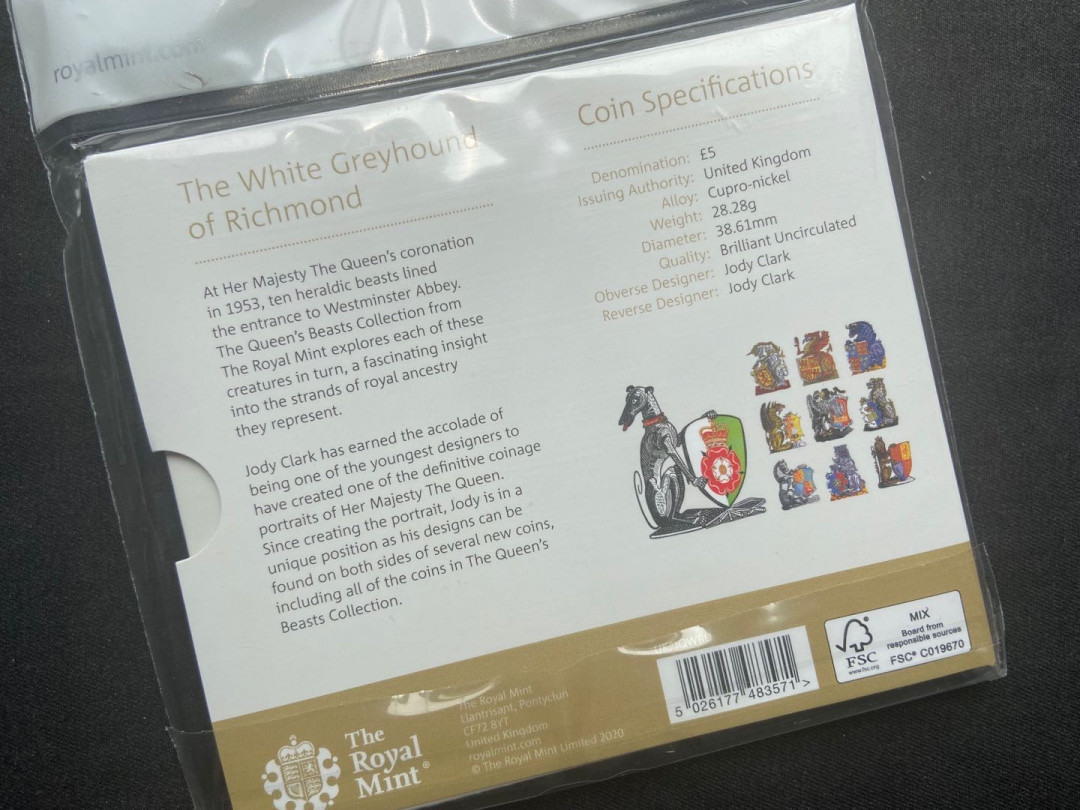 royalmint.com
The White Greyhound
of Richmond
At Her Majesty The Queen's coronation
in 1953, ten heraldic beasts lined
the entrance to Westminster Abbey.
The Queen's Beasts Collection from
The Royal Mint explores each of these
creatures in turn, a fascinating insight
into the strands of royal ancestry
they represent.
Jody Clark has earned the accolade of
being one of the youngest designers to
have created one of the definitive coinage
portraits of Her Majesty The Queen.
Since creating the portrait, Jody is in a
unique position as his designs can be
found on both sides of several new coins,
including all of the coins in The Queen's
Beasts Collection.
Coin Specifications
Denomination: £5
Issuing Authority: United Kingdom
Alloy: Cupro-nickel
Weight: 28.28g
Diameter: 38.61mm
Quality: Brilliant Uncirculated
Obverse Designer: Jody Clark
Reverse Designer: Jody Clark
The
Royal
Mint®
The Royal Mint
Llantrisant, Pontyclun
CF72 8YT
United Kingdom
royalmint.com
© The Royal Mint Limited 2020
5 026177 483571 >
FSC
www.fsc.org
MIX
Board from
responsible sources
FSC® C019670